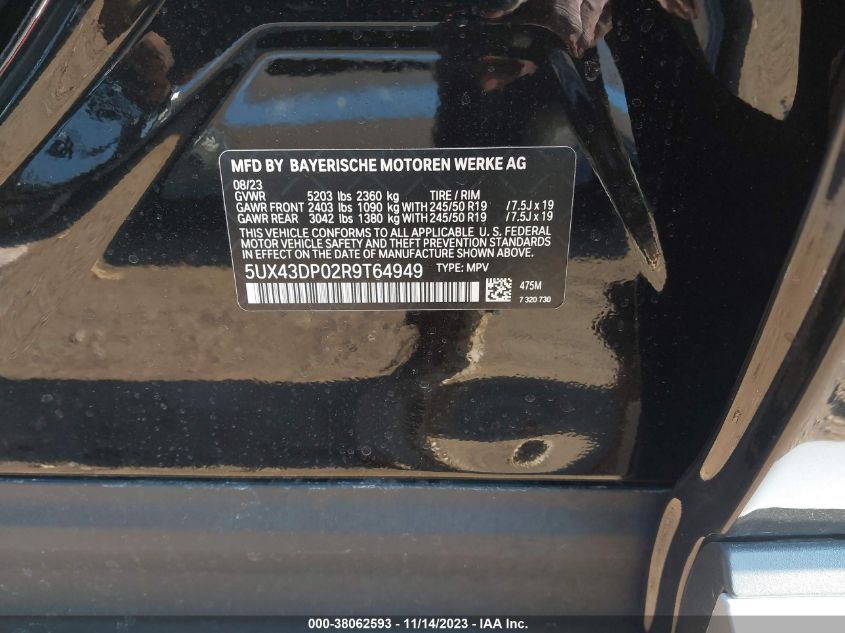 MFD BY BAYERISCHE MOTOREN WERKE AG
08/23
GVWR 5203 lbs 2360 kg TIRE / RIM
GAWR FRONT 2403 lbs 1090 kg WITH 245/50 R19 /7.5J x 19
GAWR REAR 3042 lbs 1380 kg WITH 245/50 R19 /7.5J x 19
THIS VEHICLE CONFORMS TO ALL APPLICABLE U. S. FEDERAL
MOTOR VEHICLE SAFETY AND THEFT PREVENTION STANDARDS
IN EFFECT ON THE DATE OF MANUFACTURE SHOWN ABOVE.
5UX43DP02R9T64949 TYPE: MPV
475M
7 320 730
000-38062593 - 11/14/2023 - IAA Inc.